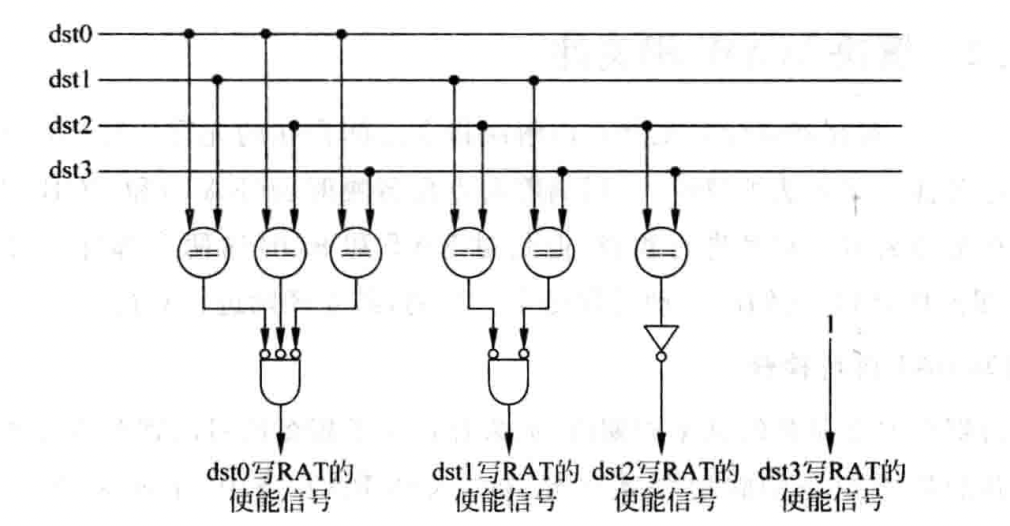 dst0
dst1
dst2
dst3
== == == == == ==
1
dst0写RAT的 dst1写RAT的 dst2写RAT的 dst3写RAT的
使能信号 使能信号 使能信号 使能信号